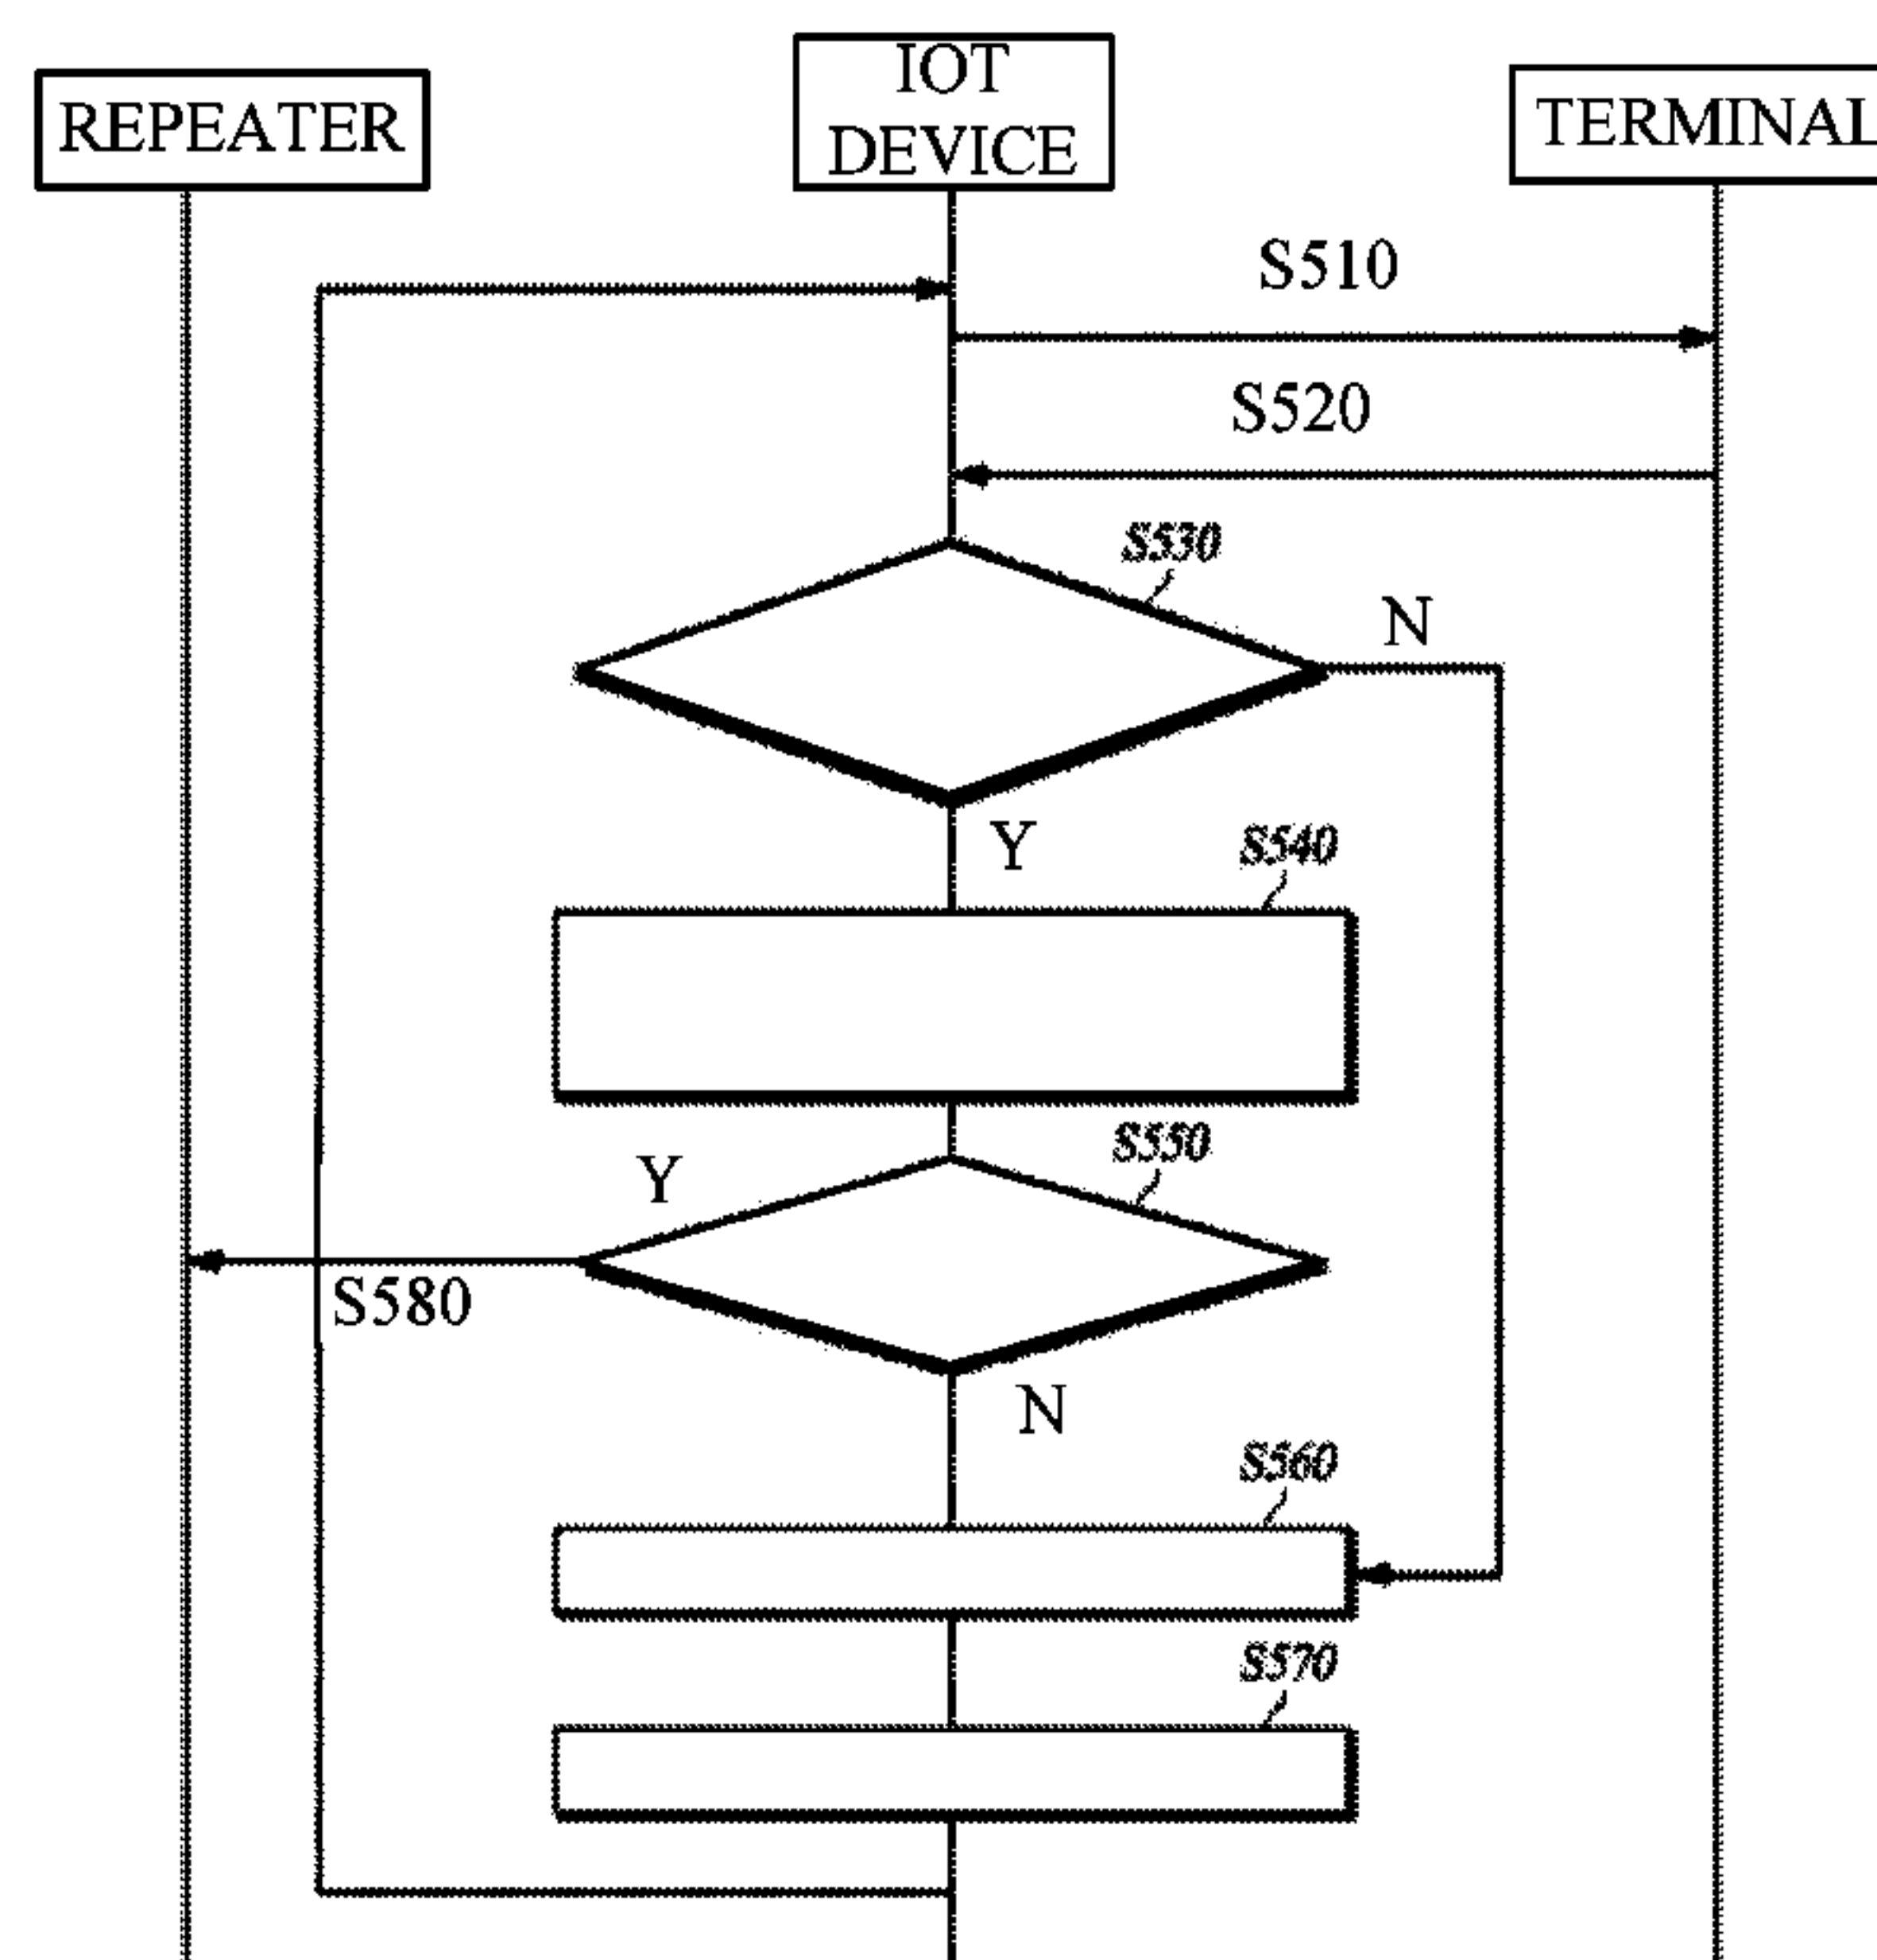 REPEATER
IOT
DEVICE
TERMINAL
S510
S520
S530
N
Y
S540
S550
Y
S580
N
S560
S570